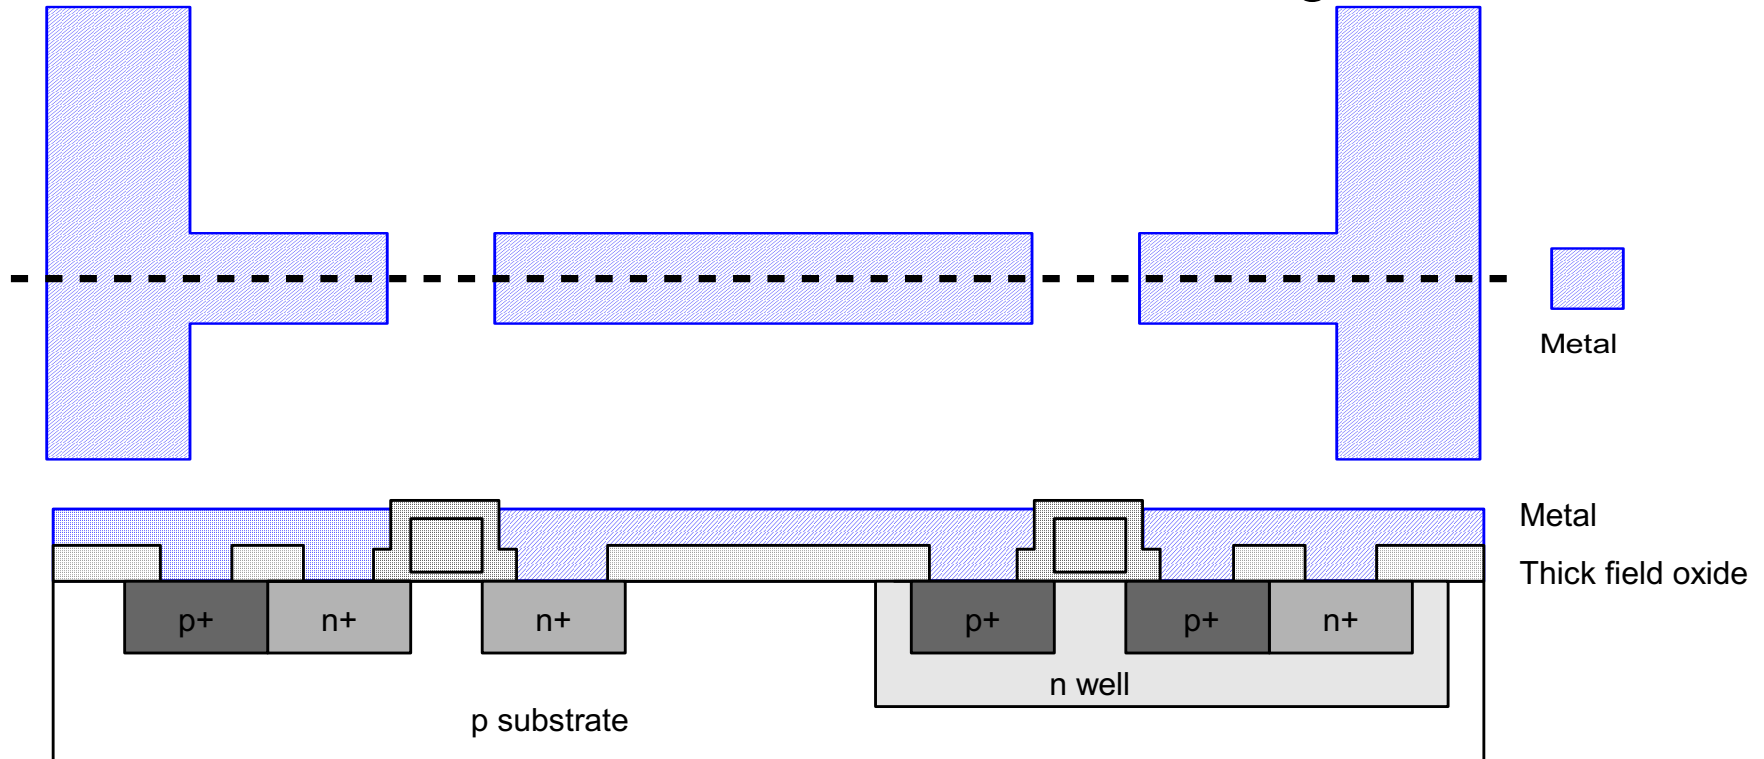 Metal
Metal
Thick field oxide
p+ n+ n+ p+ p+ n+
n well
p substrate